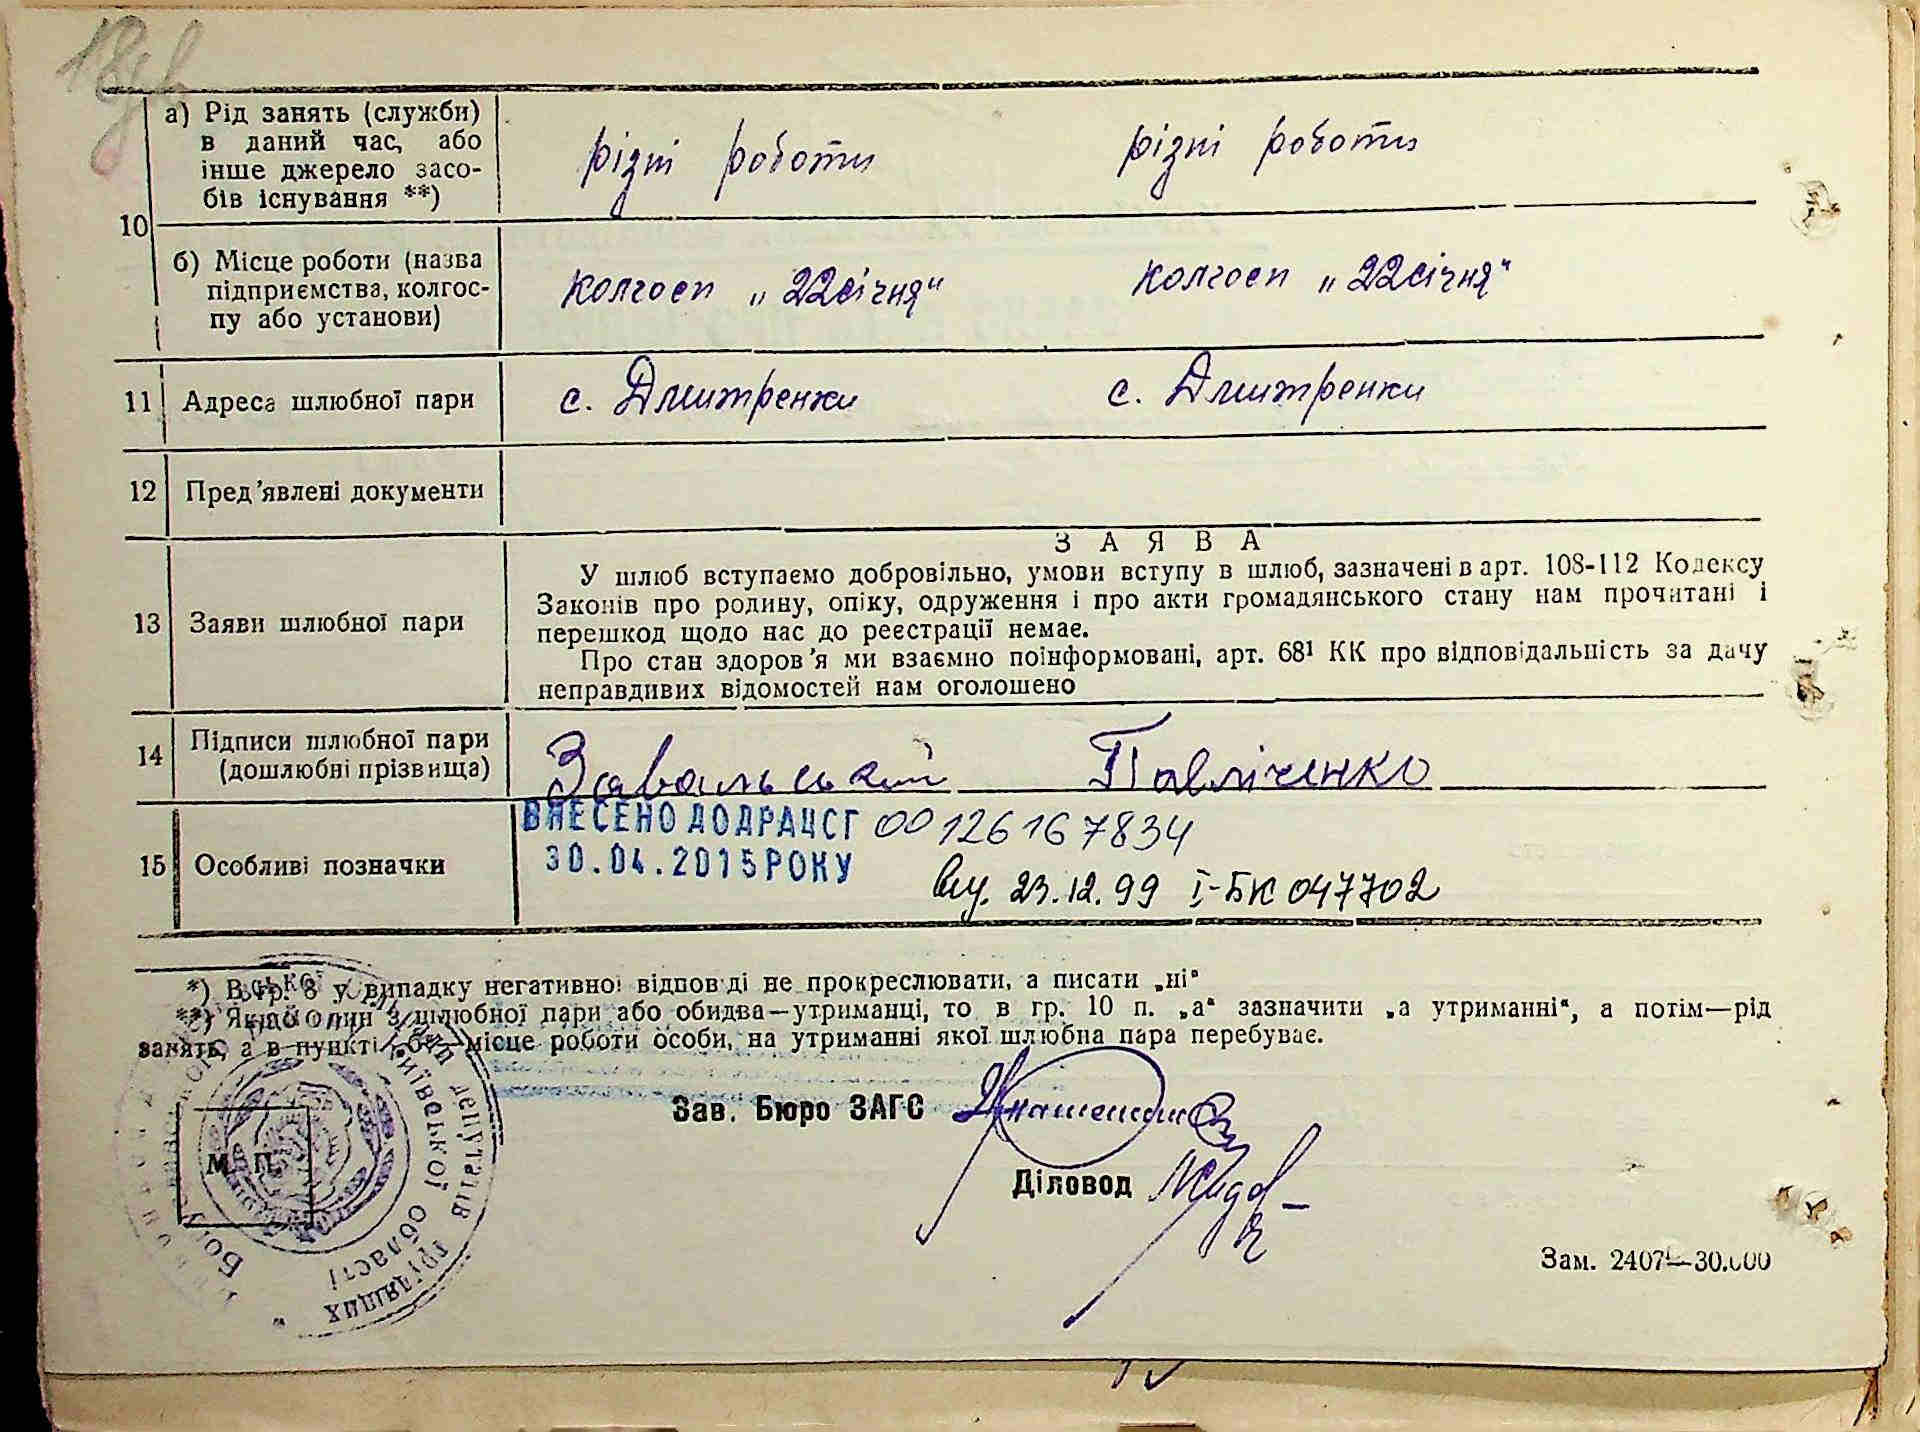 18
10
а) Рід занять (служби)
в даний час, або
інше джерело засо-
бів існування **)
різні роботи різні роботи
б) Місце роботи (назва
підприємства, колгос-
пу або установи)
колгосп „22 січня" колгосп „22 січня"
11 Адреса шлюбної пари с. Дмитренки с. Дмитренки
12 Пред'явлені документи
13 Заяви шлюбної пари
ЗАЯВА
У шлюб вступаємо добровільно, умови вступу в шлюб, зазначені в арт. 108-112 Кодексу
Законів про родину, опіку, одруження і про акти громадянського стану нам прочитані і
перешкод щодо нас до реєстрації немає.
Про стан здоров'я ми взаємно поінформовані, арт. 68¹ КК про відповідальність за дачу
неправдивих відомостей нам оголошено
14 Підписи шлюбної пари
(дошлюбні прізвища)
Завальський Павліченко
15 Особливі позначки
ВНЕСЕНО ДО ДРАЦСГ 00126167834
30.04.2015 РОКУ
23.12.99 I-БК 047702
*) В гр. 8 у випадку негативної відповіді не прокреслювати, а писати „ні"
**) Якщо один з шлюбної пари або обидва—утриманці, то в гр. 10 п. „а" зазначити „а утриманні", а потім—рід
занять, а в пункті „б"—місце роботи особи, на утриманні якої шлюбна пара перебуває.
Зав. Бюро ЗАГС
Діловод
М. П.
депутатів трудящих
Київської області
Зам. 2407—30.000